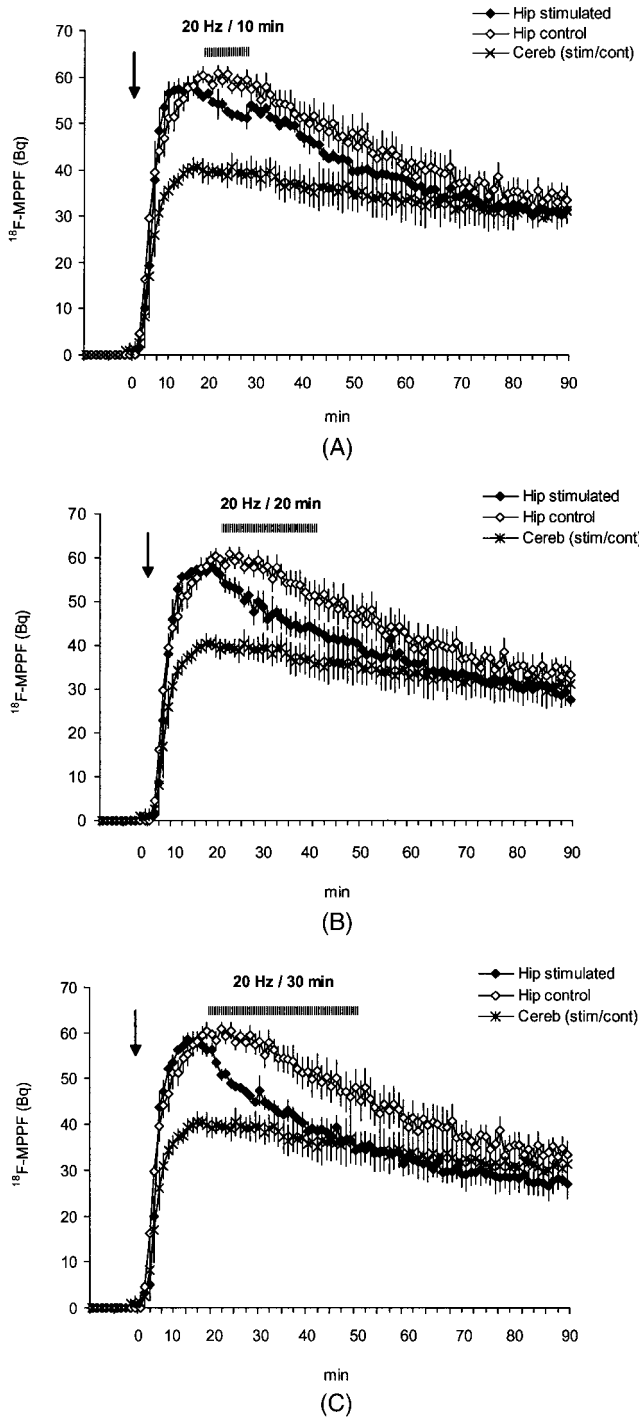 Hip stimulated
Hip control
Cereb (stim/cont)
20 Hz / 10 min
70
60
50
40
30
20
10
0
¹⁸F-MPPF (Bq)
0 10 20 30 40 50 60 70 80 90
min
(A)
Hip stimulated
Hip control
Cereb (stim/cont
20 Hz / 20 min
70
60
50
40
30
20
10
0
¹⁸F-MPPF (Bq)
0 10 20 30 40 50 60 70 80 90
min
(B)
Hip stimulated
Hip control
Cereb (stim/cont)
20 Hz / 30 min
70
60
50
40
30
20
10
0
¹⁸F-MPPF (Bq)
0 10 20 30 40 50 60 70 80 90
min
(C)